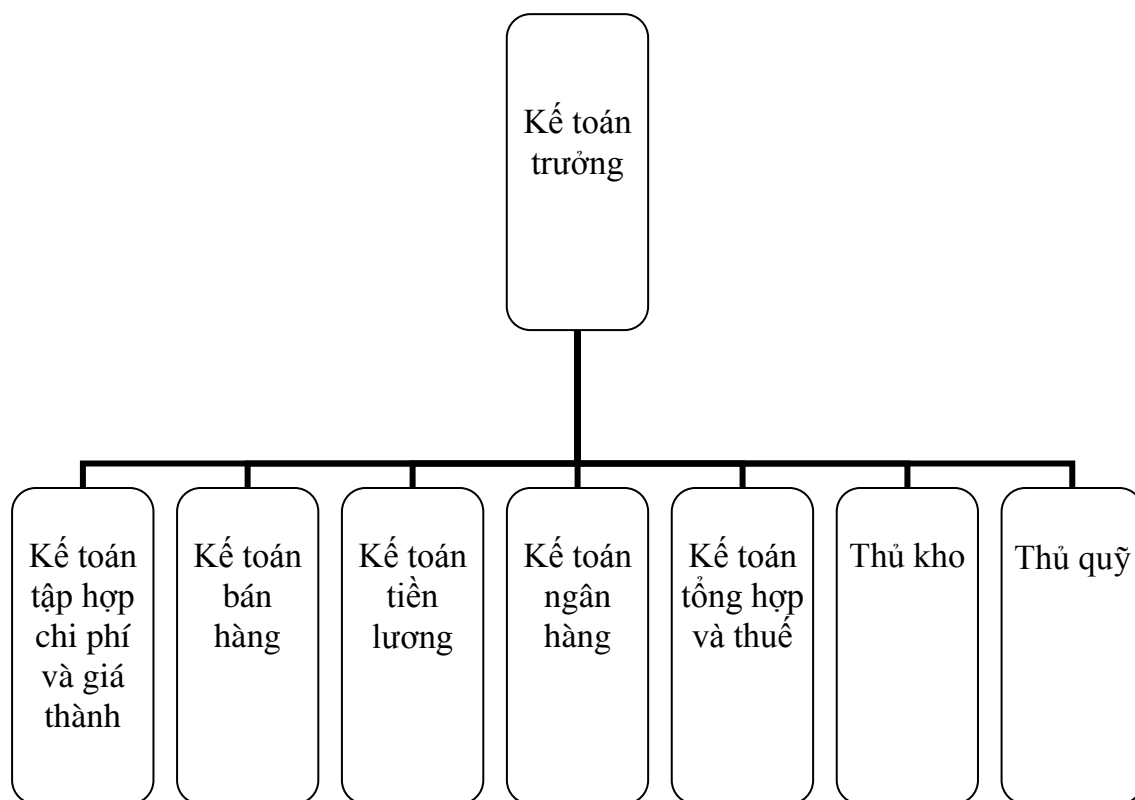 Kế toán
trưởng
Kế toán
tập hợp
chi phí
và giá
thành
Kế toán
bán
hàng
Kế toán
tiền
lương
Kế toán
ngân
hàng
Kế toán
tổng hợp
và thuế
Thủ kho
Thủ quỹ